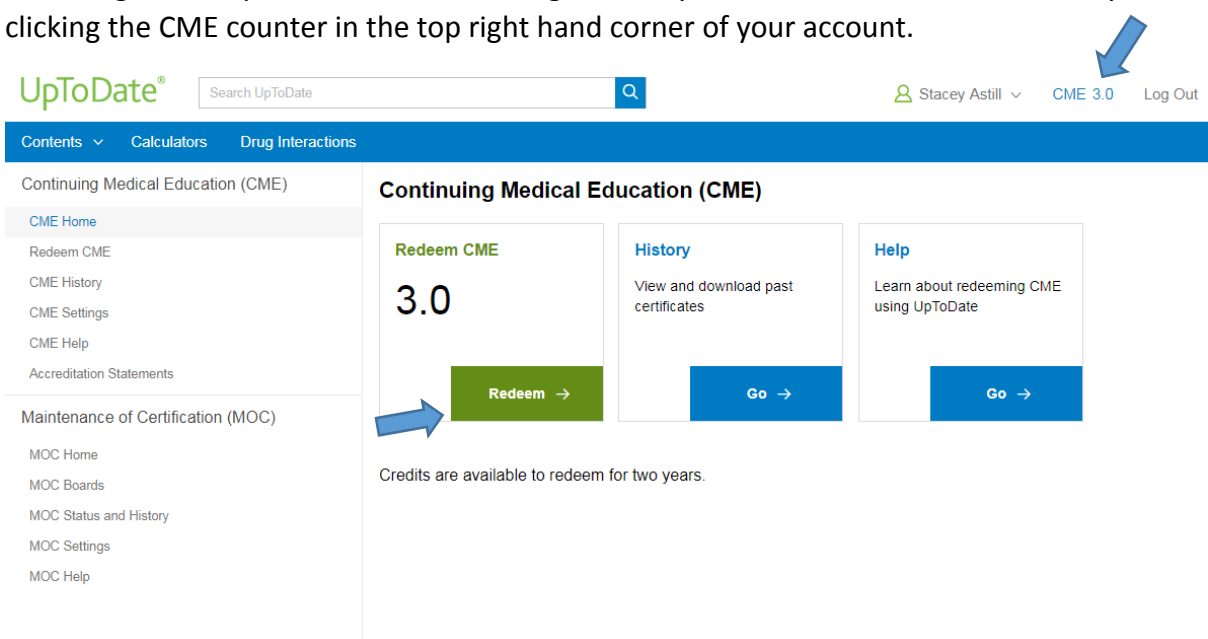 clicking the CME counter in the top right hand corner of your account.
UpToDate®
Search UpToDate
Stacey Astill
CME 3.0
Log Out
Contents
Calculators
Drug Interactions
Continuing Medical Education (CME)
CME Home
Redeem CME
CME History
CME Settings
CME Help
Accreditation Statements
Maintenance of Certification (MOC)
MOC Home
MOC Boards
MOC Status and History
MOC Settings
MOC Help
Continuing Medical Education (CME)
Redeem CME
3.0
Redeem →
History
View and download past
certificates
Go →
Help
Learn about redeeming CME
using UpToDate
Go →
Credits are available to redeem for two years.